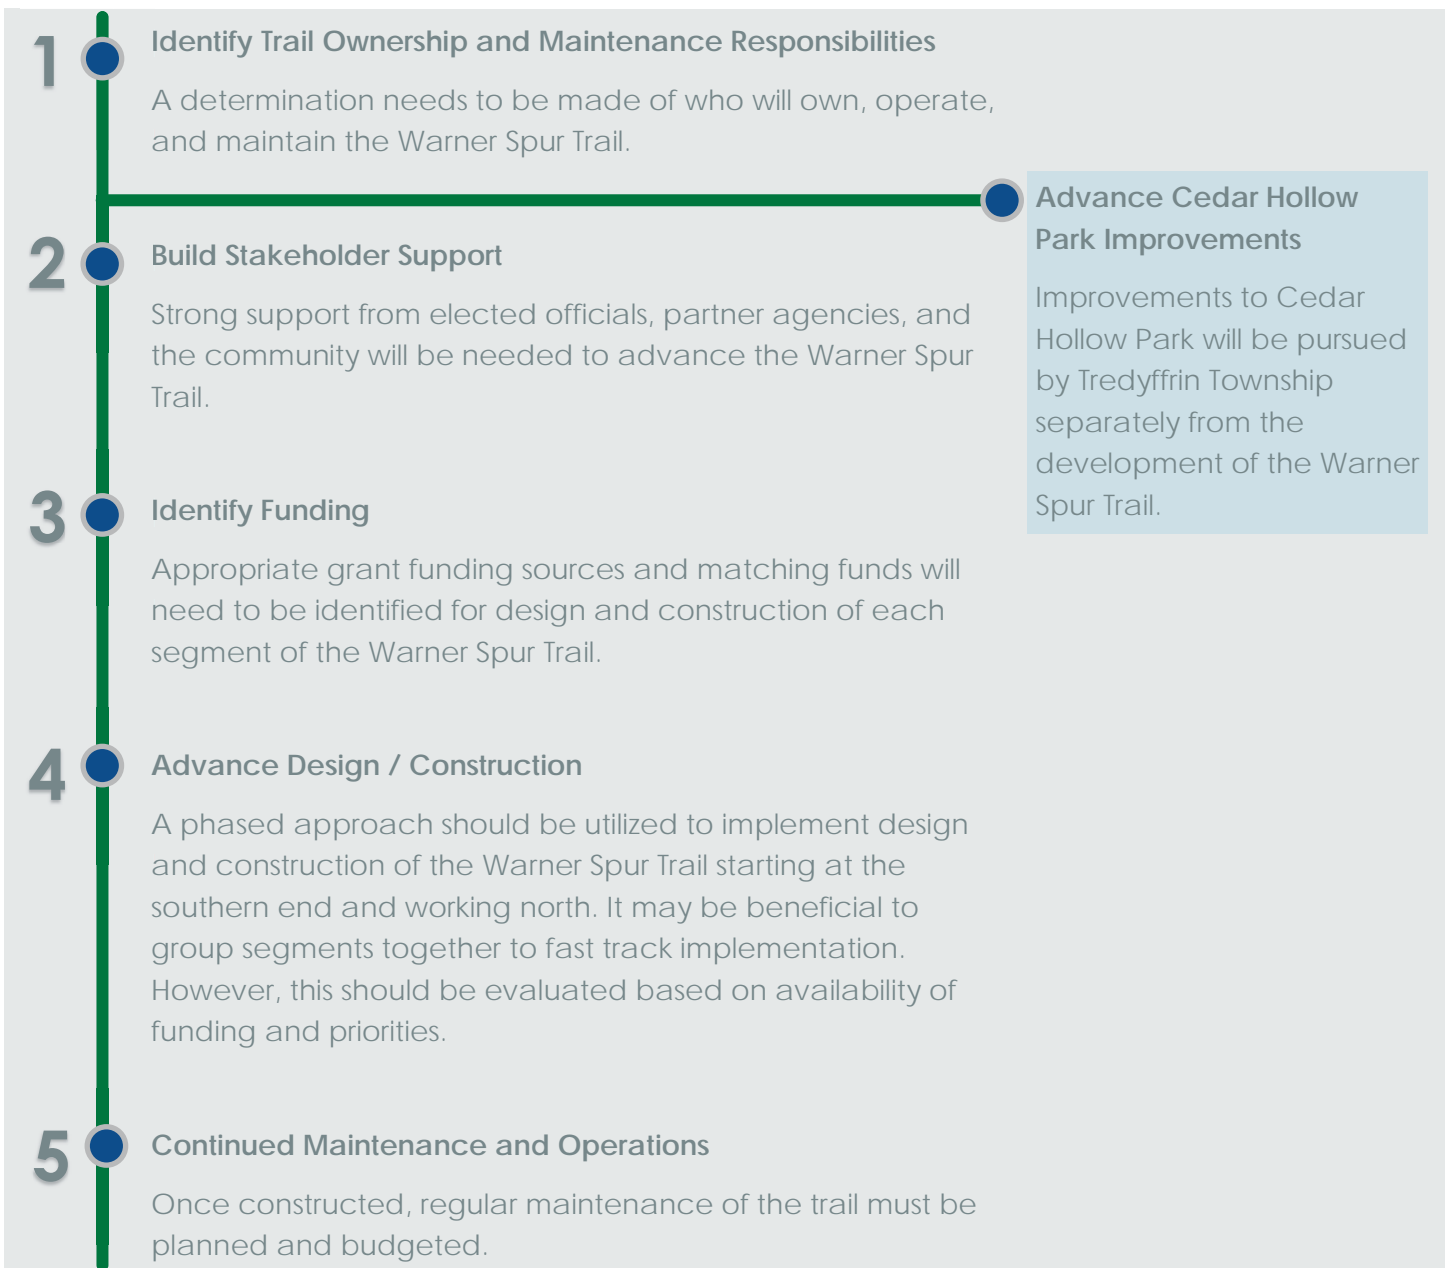 1
Identify Trail Ownership and Maintenance Responsibilities
A determination needs to be made of who will own, operate,
and maintain the Warner Spur Trail.
Advance Cedar Hollow
Park Improvements
Improvements to Cedar
Hollow Park will be pursued
by Tredyffrin Township
separately from the
development of the Warner
Spur Trail.
2
Build Stakeholder Support
Strong support from elected officials, partner agencies, and
the community will be needed to advance the Warner Spur
Trail.
3
Identify Funding
Appropriate grant funding sources and matching funds will
need to be identified for design and construction of each
segment of the Warner Spur Trail.
4
Advance Design / Construction
A phased approach should be utilized to implement design
and construction of the Warner Spur Trail starting at the
southern end and working north. It may be beneficial to
group segments together to fast track implementation.
However, this should be evaluated based on availability of
funding and priorities.
5
Continued Maintenance and Operations
Once constructed, regular maintenance of the trail must be
planned and budgeted.